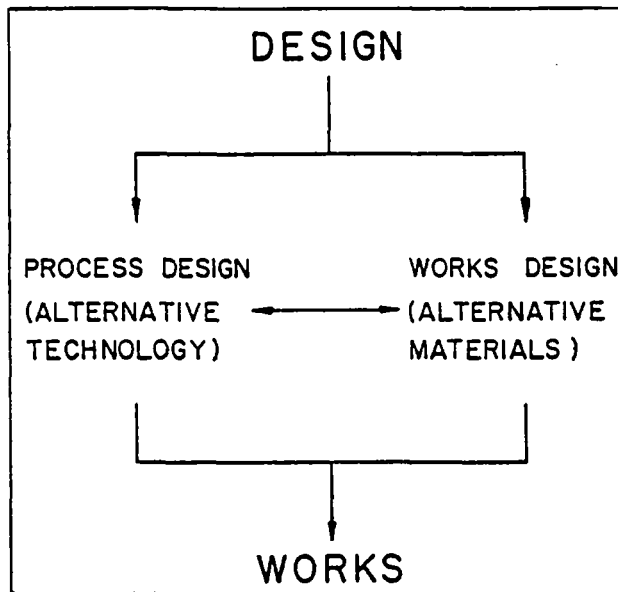 DESIGN
PROCESS DESIGN
(ALTERNATIVE
TECHNOLOGY)
WORKS DESIGN
(ALTERNATIVE
MATERIALS)
WORKS